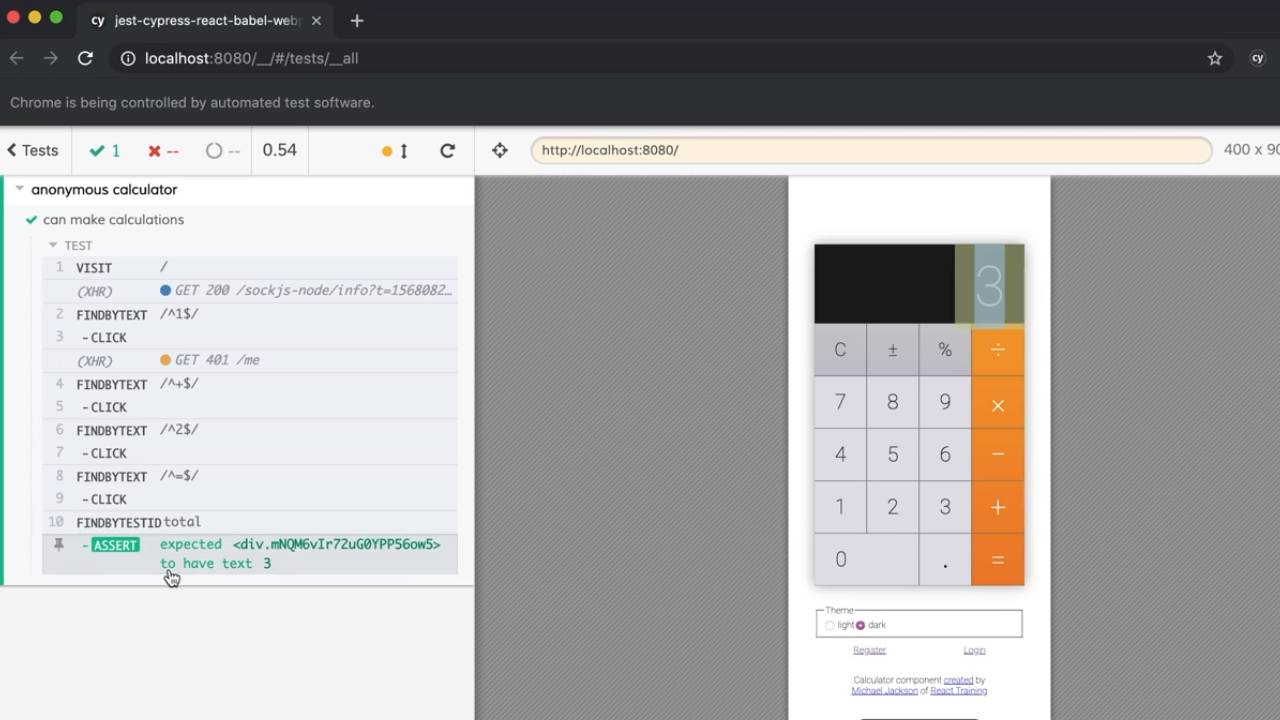 cy jest-cypress-react-babel-web
localhost:8080/__/#/tests/__all
cy
Chrome is being controlled by automated test software.
Tests
1
--
--
0.54
http://localhost:8080/
400 x 90
anonymous calculator
can make calculations
TEST
1 VISIT /
(XHR) GET 200 /sockjs-node/info?t=1568082…
2 FINDBYTEXT /^1$/
3 - CLICK
(XHR) GET 401 /me
4 FINDBYTEXT /^+$/
5 - CLICK
6 FINDBYTEXT /^2$/
7 - CLICK
8 FINDBYTEXT /^=$/
9 - CLICK
10 FINDBYTESTID total
- ASSERT expected <div.mNQM6vIr72uG0YPP56ow5>
to have text 3
3
C ± % ÷
7 8 9 ×
4 5 6 −
1 2 3 +
0 . =
Theme
light dark
Register Login
Calculator component created by
Michael Jackson of React Training